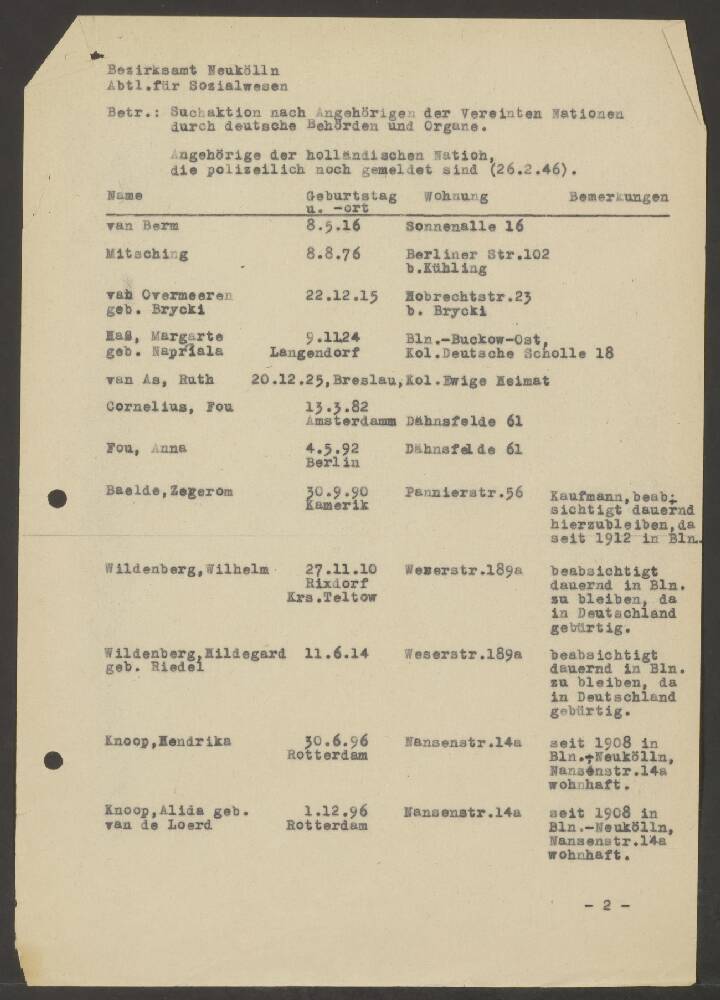 Bezirksamt Neukölln
Abtl.für Sozialwesen
Betr.: Suchaktion nach Angehörigen der Vereinten Nationen
durch deutsche Behörden und Organe.
Angehörige der holländischen Nation,
die polizeilich noch gemeldet sind (26.2.46).
Name Geburtstag Wohnung Bemerkungen
u. -ort
van Berm 8.5.16 Sonnenalle 16
Mitsching 8.8.76 Berliner Str.102
b.Kühling
van Overmeeren 22.12.15 Hobrechtstr.23
geb. Brycki b. Brycki
Haß, Margarte 9.1124 Bln.-Buckow-Ost,
geb. Napriala Langendorf Kol.Deutsche Scholle 18
van As, Ruth 20.12.25,Breslau,Kol.Ewige Heimat
Cornelius, Fou 13.3.82
Amsterdamm Dähnsfelde 61
Fou, Anna 4.5.92 Dähnsfelde 61
Berlin
Baelde,Zegerom 30.9.90 Pannierstr.56 Kaufmann,beab-
Kamerik sichtigt dauernd
hierzubleiben,da
seit 1912 in Bln.
Wildenberg,Wilhelm 27.11.10 Weserstr.189a beabsichtigt
Rixdorf dauernd in Bln.
Krs.Teltow zu bleiben, da
in Deutschland
gebürtig.
Wildenberg,Hildegard 11.6.14 Weserstr.189a beabsichtigt
geb. Riedel dauernd in Bln.
zu bleiben, da
in Deutschland
gebürtig.
Knoop,Hendrika 30.6.96 Nansenstr.14a seit 1908 in
Rotterdam Bln.-Neukölln,
Nansenstr.14a
wohnhaft.
Knoop,Alida geb. 1.12.96 Nansenstr.14a seit 1908 in
van de Loerd Rotterdam Bln.-Neukölln,
Nansenstr.14a
wohnhaft.
- 2 -